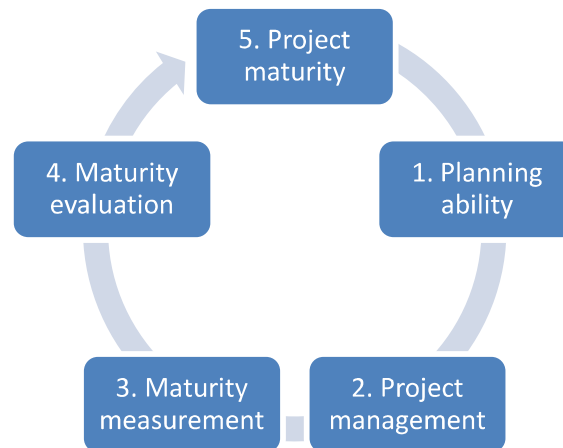 5. Project
maturity
4. Maturity
evaluation
1. Planning
ability
3. Maturity
measurement
2. Project
management